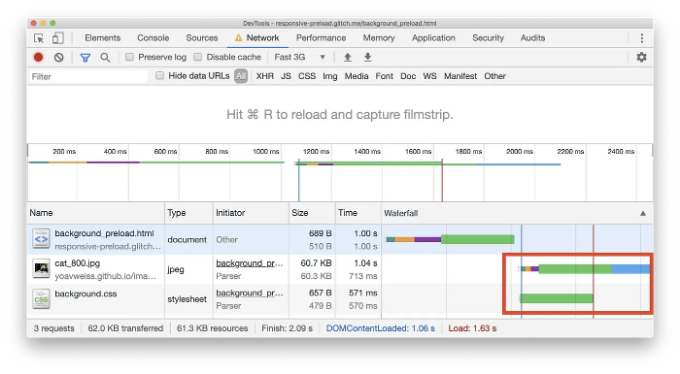 DevTools - responsive-preload.glitch.me/background_preload.html
Elements Console Sources Network Performance Memory Application Security Audits
Preserve log Disable cache Fast 3G
Filter Hide data URLs All XHR JS CSS Img Media Font Doc WS Manifest Other
Hit ⌘ R to reload and capture filmstrip.
200 ms 400 ms 600 ms 800 ms 1000 ms 1200 ms 1400 ms 1600 ms 1800 ms 2000 ms 2200 ms 2400 ms
Name Type Initiator Size Time Waterfall
background_preload.html document Other 689 B 1.00 s
responsive-preload.glitch... 510 B 1.00 s
cat_800.jpg jpeg background_pr... 60.7 KB 1.04 s
yoavweiss.github.io/ima... Parser 60.3 KB 713 ms
background.css stylesheet background_pr... 657 B 571 ms
responsive-preload.glitch... Parser 479 B 570 ms
3 requests 62.0 KB transferred 61.3 KB resources Finish: 2.09 s DOMContentLoaded: 1.06 s Load: 1.63 s